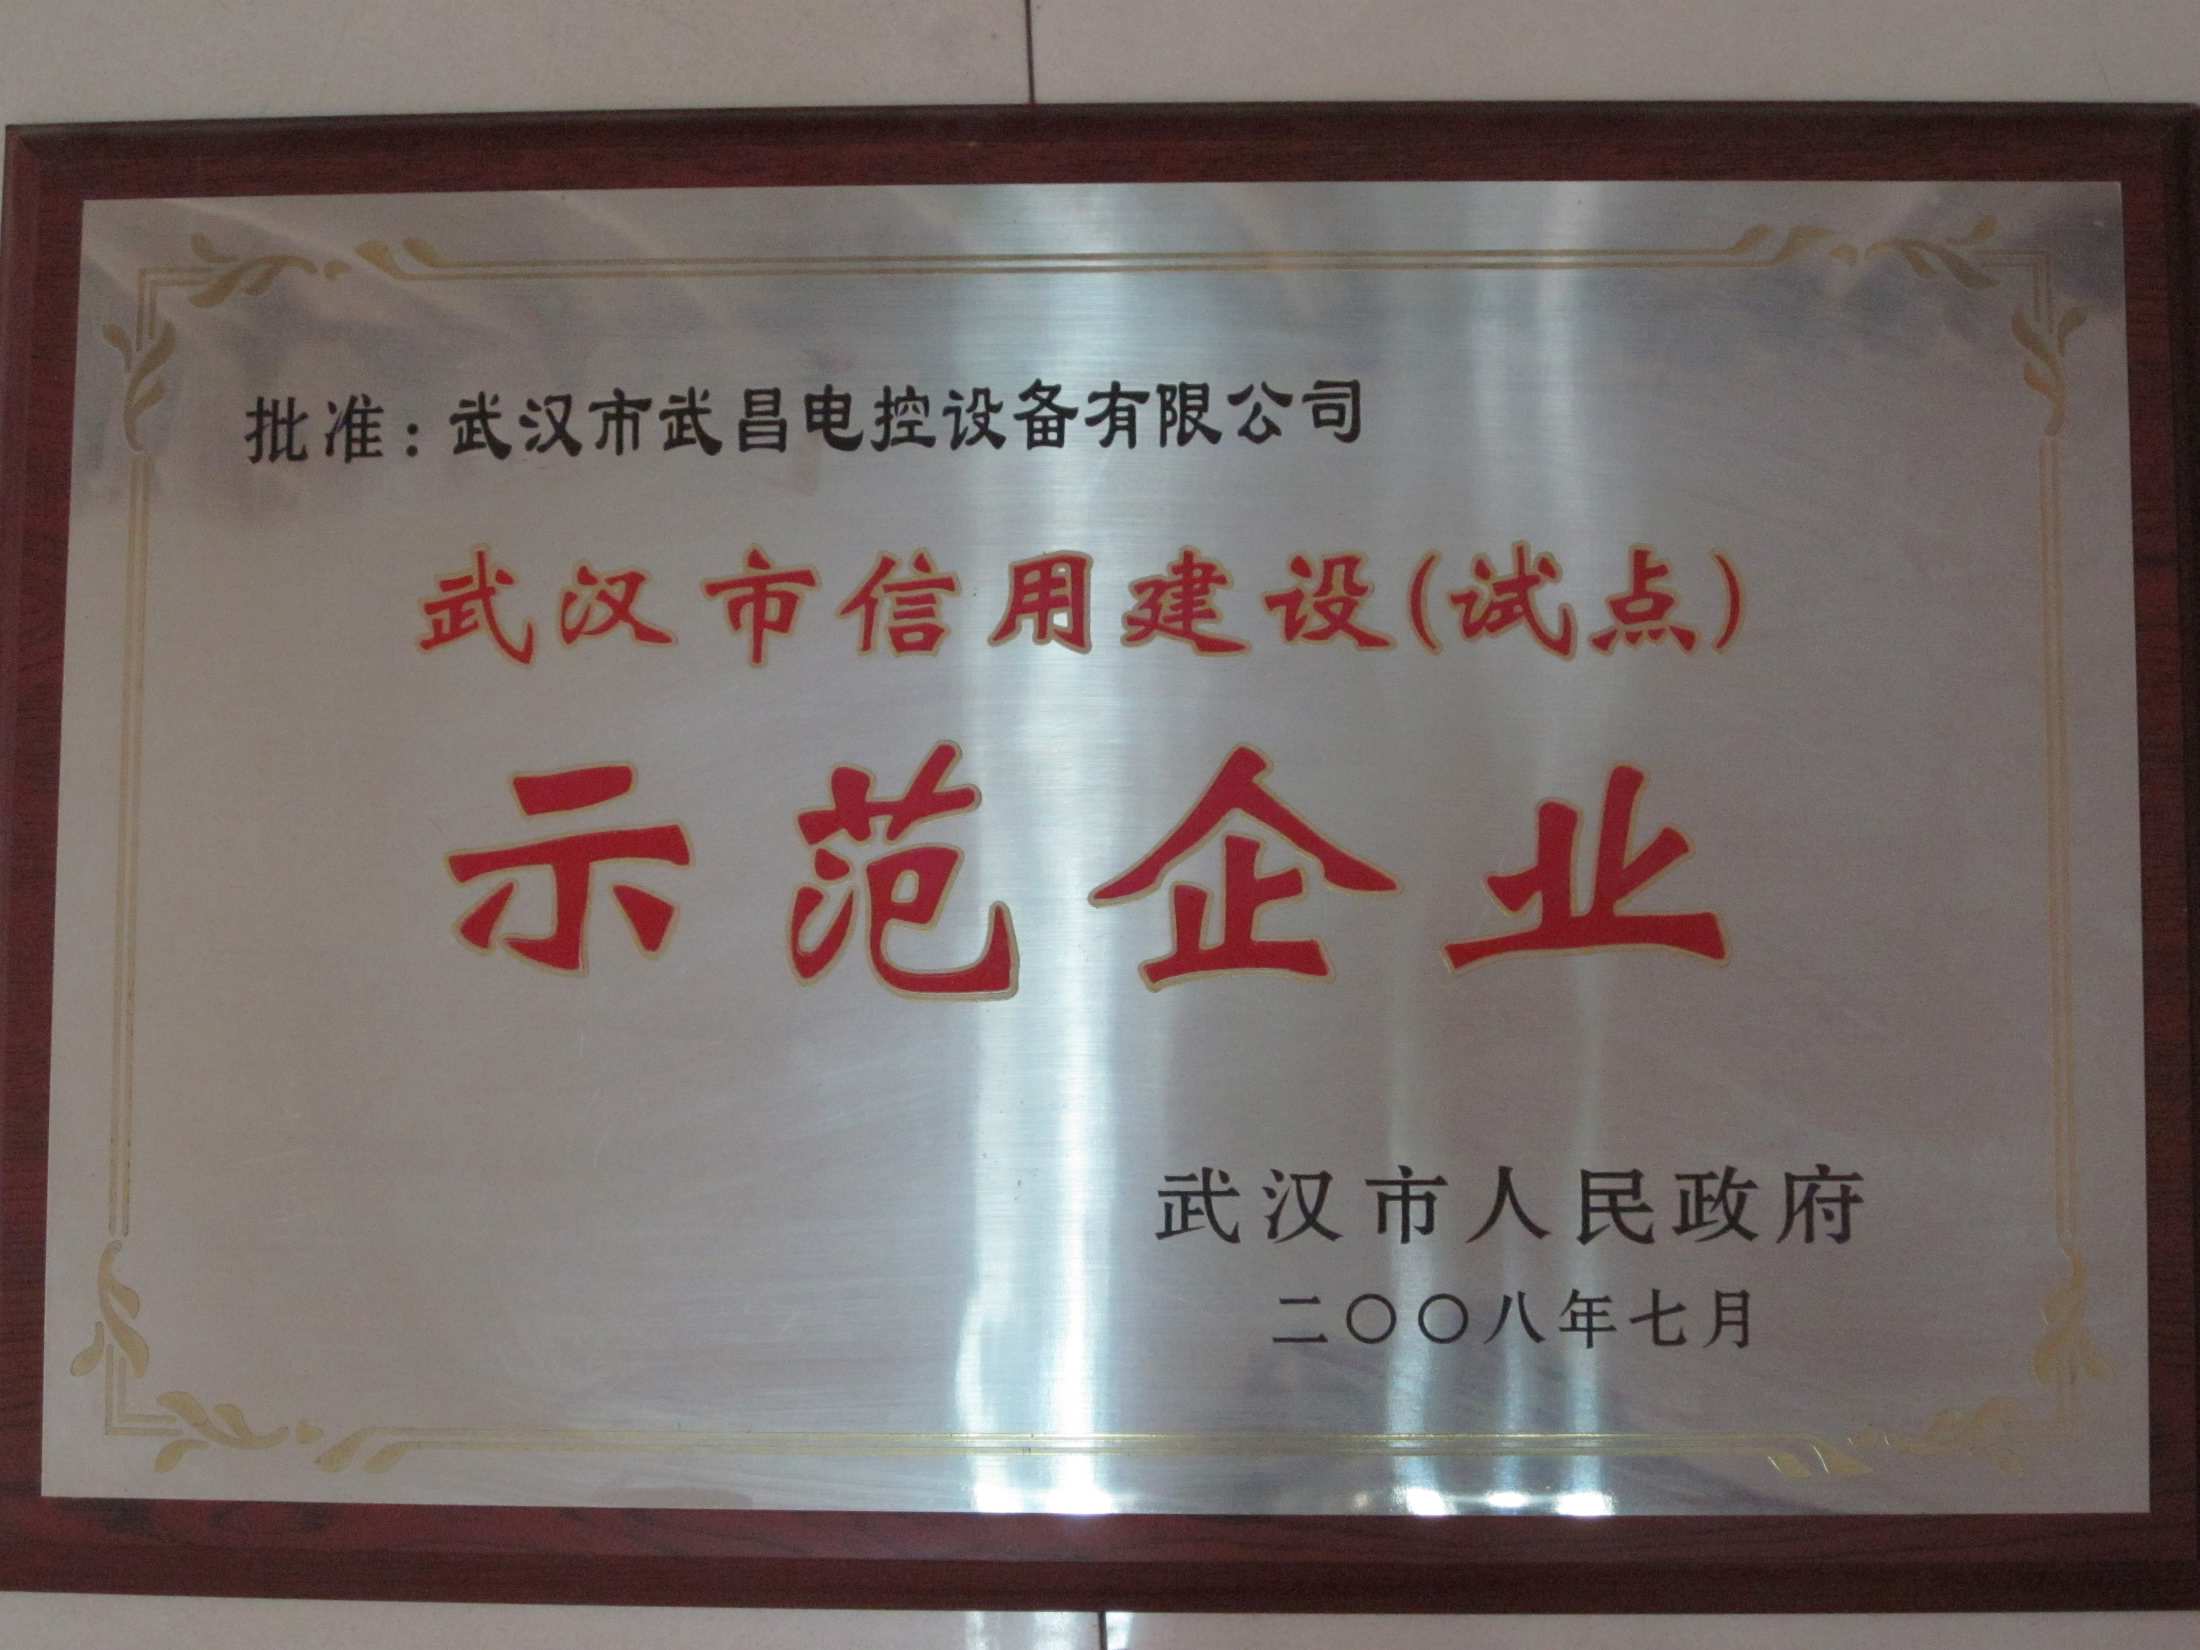 批准：武汉市武昌电控设备有限公司
武汉市信用建设(试点)
示范企业
武汉市人民政府
二〇〇八年七月